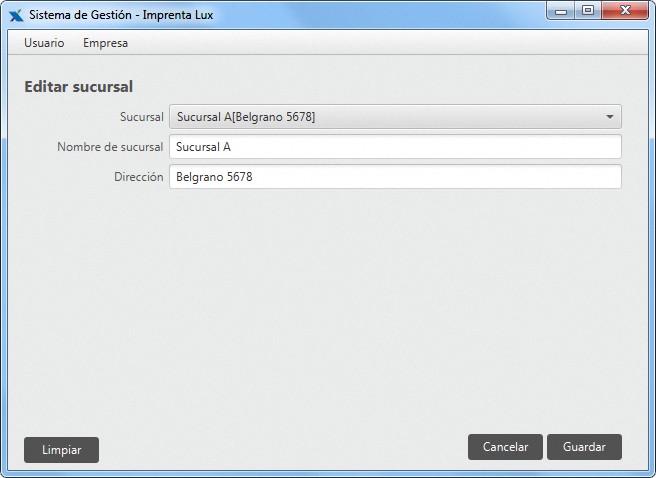 Sistema de Gestión - Imprenta Lux
Usuario Empresa
Editar sucursal
Sucursal Sucursal A[Belgrano 5678]
Nombre de sucursal Sucursal A
Dirección Belgrano 5678
Limpiar Cancelar Guardar